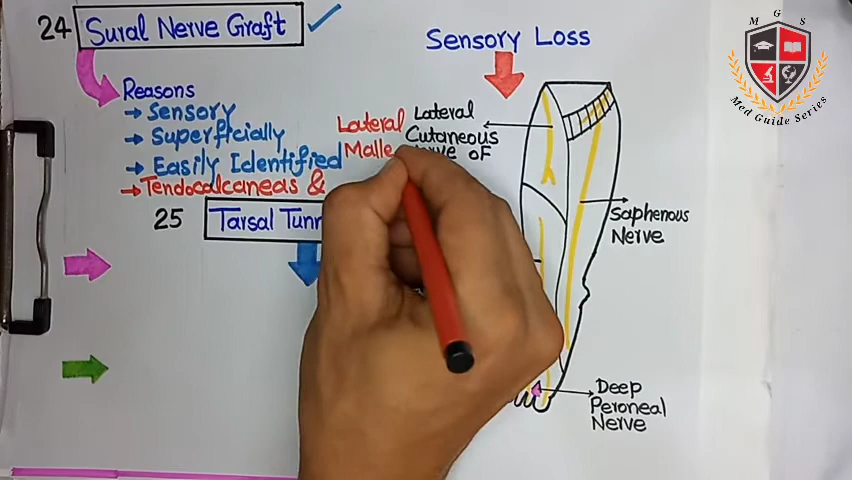 24 Sural Nerve Graft
Reasons
Sensory
Superficially
Easily Identified
Tendocalcaneas &
Lateral
Malle
25 Tarsal Tunn
Sensory Loss
Lateral
Cutaneous
OF
Saphenous
Nerve
Deep
Peroneal
Nerve
M G S
Med Guide Series